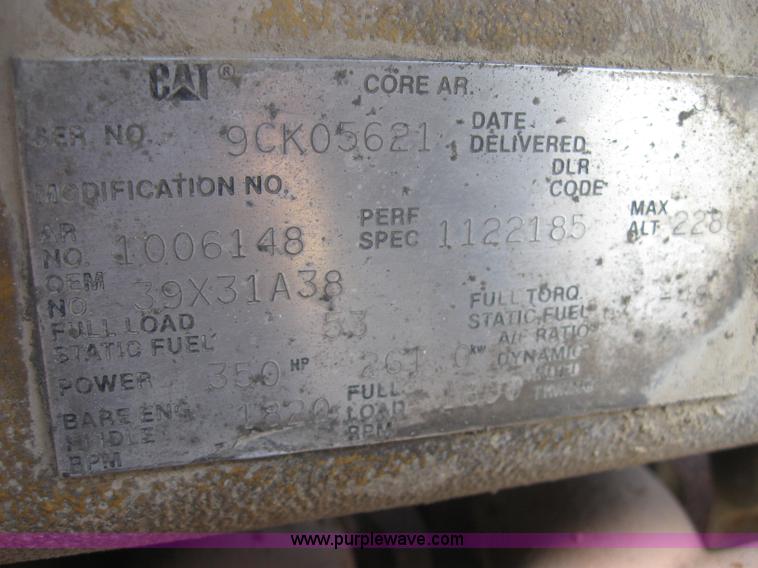 CAT® CORE AR.
SER. NO. 9CK05621 DATE DELIVERED
MODIFICATION NO. DLR CODE
AR NO. 1006148 PERF SPEC 1122185 MAX ALT 2286
OEM NO. 39X31A38
FULL LOAD STATIC FUEL 53 FULL TORQ STATIC FUEL
A/F RATIO DYNAMIC
POWER 350 HP 261.0 kw
BARE ENG HI IDLE RPM 1820 FULL LOAD RPM
www.purplewave.com